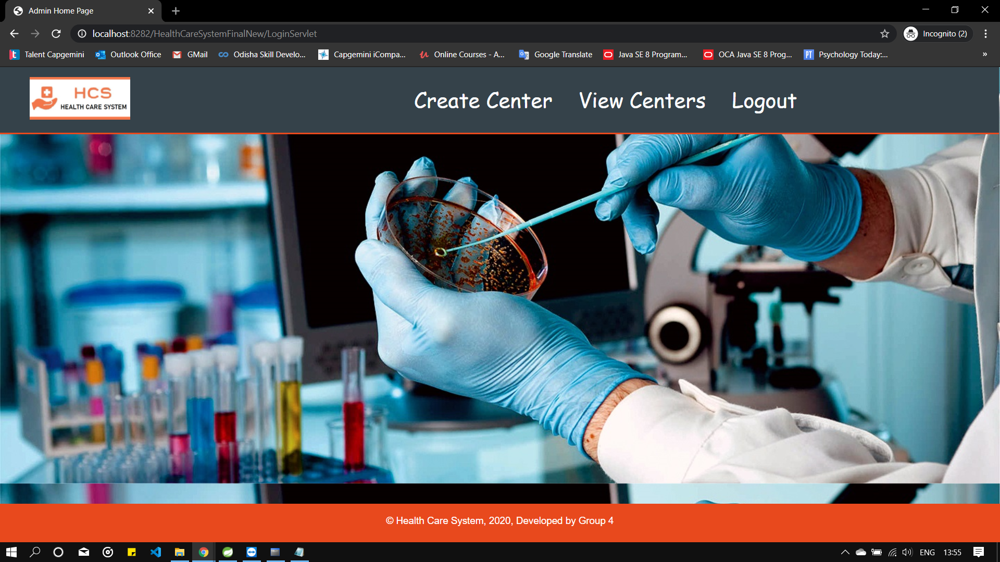 Admin Home Page
localhost:8282/HealthCareSystemFinalNew/LoginServlet
Incognito (2)
Talent Capgemini
Outlook Office
GMail
Odisha Skill Develo...
Capgemini iCompa...
Online Courses - A...
Google Translate
Java SE 8 Program...
OCA Java SE 8 Prog...
PT
Psychology Today:...
»
HCS
HEALTH CARE SYSTEM
Create Center
View Centers
Logout
© Health Care System, 2020, Developed by Group 4
ENG
13:55